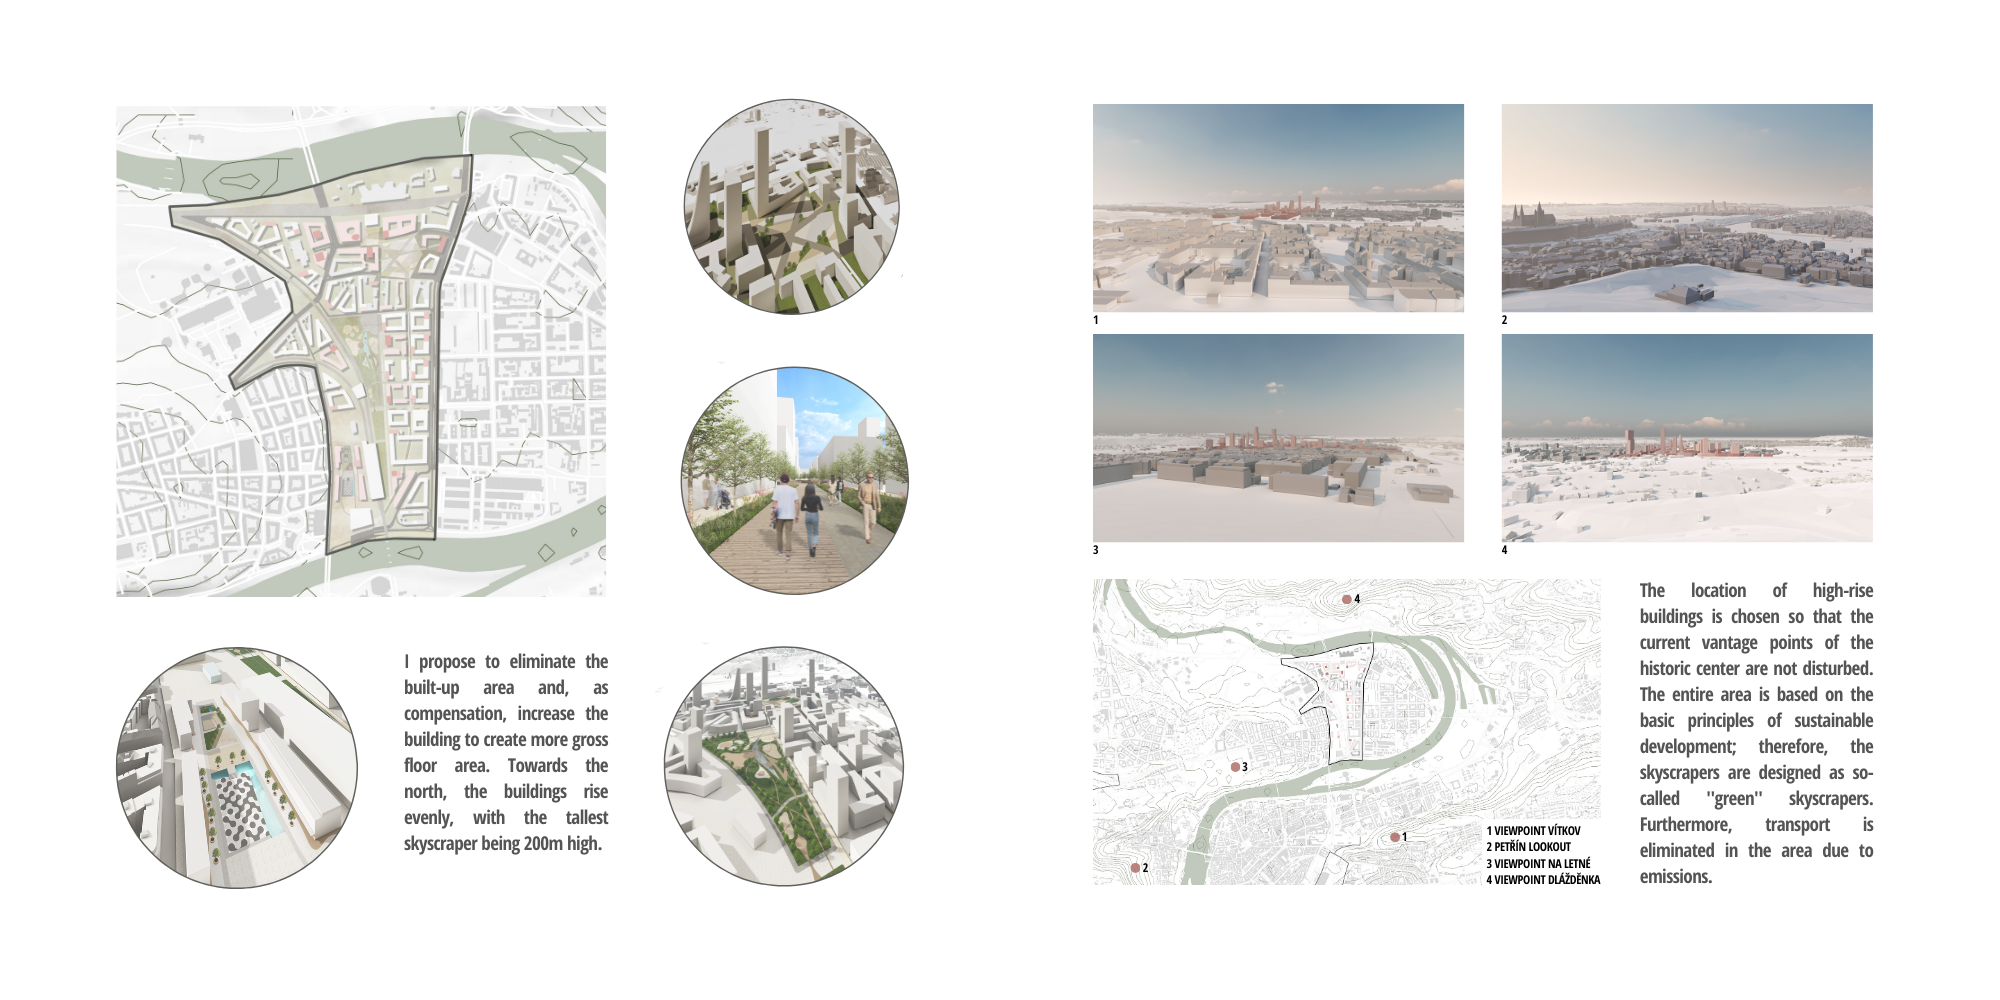 I propose to eliminate the
built-up area and, as
compensation, increase the
building to create more gross
floor area. Towards the
north, the buildings rise
evenly, with the tallest
skyscraper being 200m high.
1
2
3
4
4
3
1
2
1 VIEWPOINT VÍTKOV
2 PETŘÍN LOOKOUT
3 VIEWPOINT NA LETNÉ
4 VIEWPOINT DLÁŽDĚNKA
The location of high-rise
buildings is chosen so that the
current vantage points of the
historic center are not disturbed.
The entire area is based on the
basic principles of sustainable
development; therefore, the
skyscrapers are designed as so-
called "green" skyscrapers.
Furthermore, transport is
eliminated in the area due to
emissions.